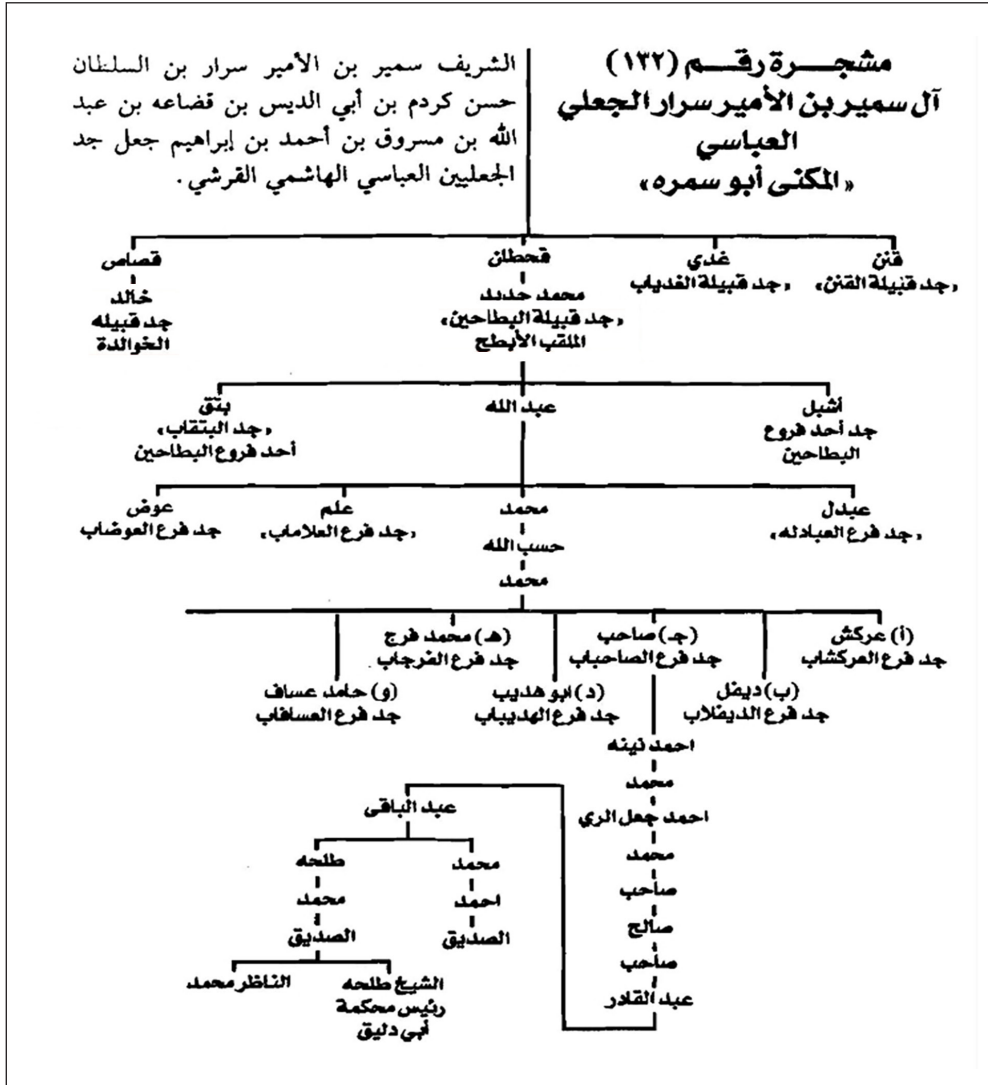 مشجـــرة رقـــم (١٣٢)
آل سمير بن الأمير سرار الجعلي
العباسي
«المكنى أبو سمره»
الشريف سمير بن الأمير سرار بن السلطان
حسن كردم بن أبي الديس بن قضاعه بن عبد
الله بن مسروق بن أحمد بن إبراهيم جعل جد
الجعليين العباسي الهاشمي القرشي .
قنن
«جد قبيلة القنن»
غدي
«جد قبيلة الغدياب
قحطان
محمد حديد
«جد قبيلة البطاحين»
الملقب الأبطح
قصاص
خالد
جد قبيله
الخوالدة
أشبل
جد أحد فروع
البطاحين
عبد الله
بتق
«جد البتقاب»
أحد فروع البطاحين
عبدل
«جد فرع العبادله»
محمد
حسب الله
محمد
علم
«جد فرع العلاماب»
عوض
جد فرع العوضاب
(أ) عركش
جد فرع العركشاب
(ب) ديفل
جد فرع الديفلاب
(جـ) صاحب
جد فرع الصاحباب
(د) ابو هديب
جد فرع الهديباب
(هـ) محمد فرج
جد فرع الفرجاب
(و) حامد عساف
جد فرع العسافاب
احمد تينه
محمد
احمد جعل الري
محمد
صاحب
صالح
صاحب
عبد القادر
عبد الباقى
محمد
احمد
الصديق
طلحه
محمد
الصديق
الشيخ طلحه
رئيس محكمة
أبي دليق
الناظر محمد